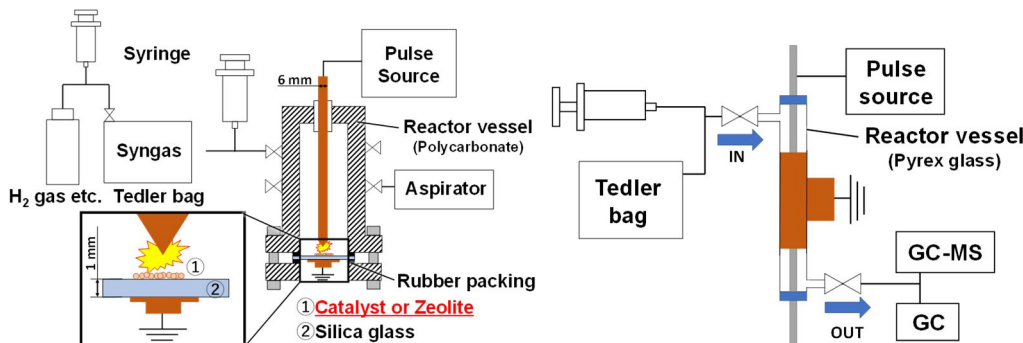 Syringe
Syngas
H₂ gas etc.
Tedler bag
6 mm
Pulse
Source
Reactor vessel
(Polycarbonate)
Aspirator
Rubber packing
1 mm
①
②
①Catalyst or Zeolite
②Silica glass
Tedler
bag
IN
Pulse
source
Reactor vessel
(Pyrex glass)
GC-MS
GC
OUT